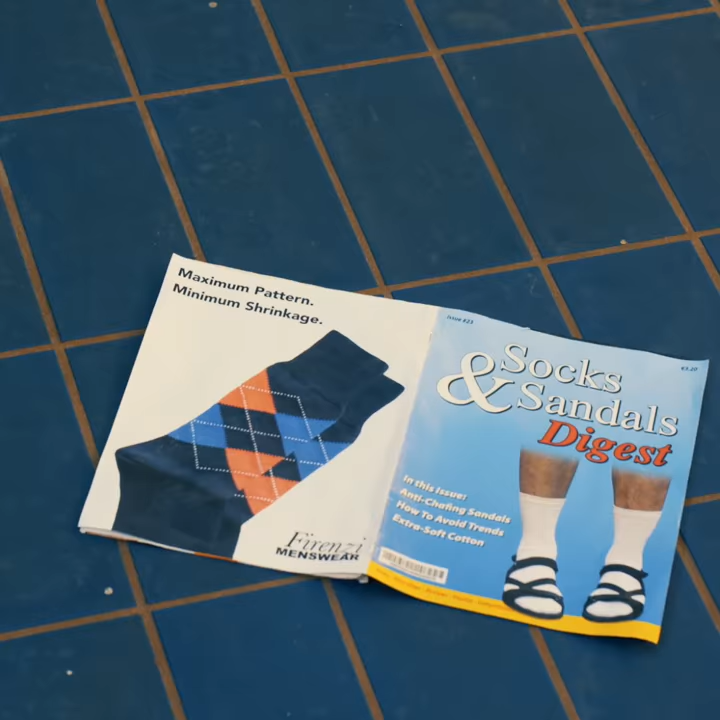 Maximum Pattern.
Minimum Shrinkage.
Firenzi
MENSWEAR
Issue #23
€5.20
Socks
& Sandals
Digest
In this Issue:
Anti-Chafing Sandals
How To Avoid Trends
Extra-Soft Cotton